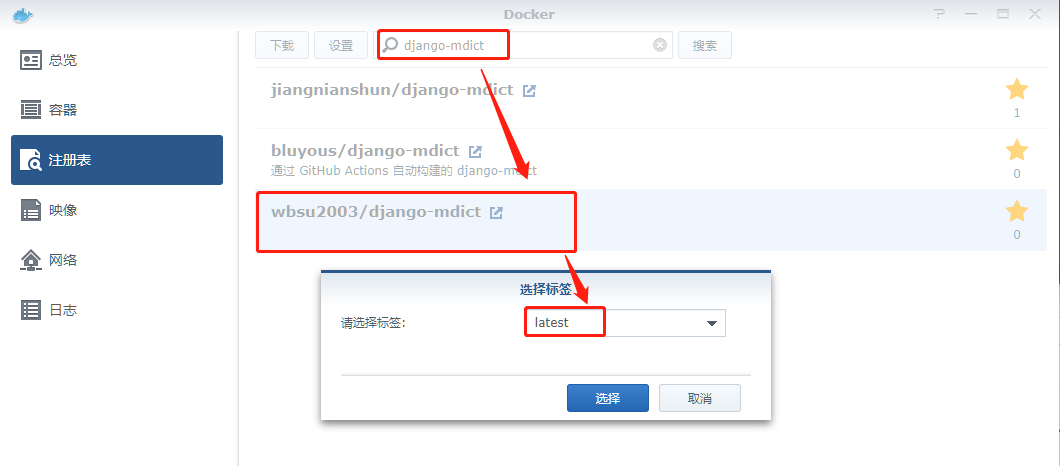 Docker
总览
容器
注册表
映像
网络
日志
下载 设置 django-mdict 搜索
jiangnianshun/django-mdict
1
bluyous/django-mdict
通过 GitHub Actions 自动构建的 django-mdict
0
wbsu2003/django-mdict
0
选择标签
请选择标签: latest
选择 取消